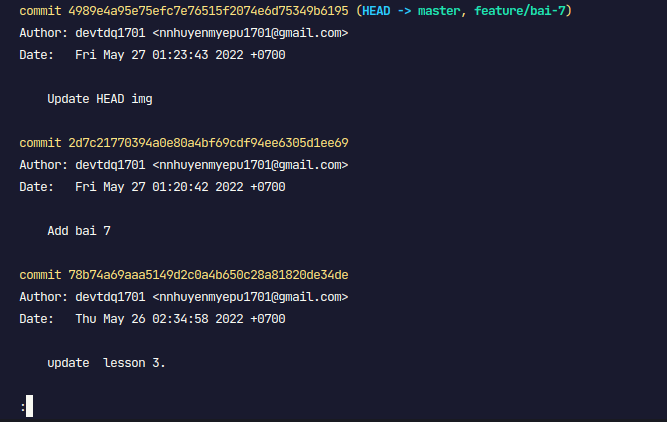 commit 4989e4a95e75efc7e76515f2074e6d75349b6195 (HEAD -> master, feature/bai-7)
Author: devtdq1701 <nnhuyenmyepu1701@gmail.com>
Date:   Fri May 27 01:23:43 2022 +0700
Update HEAD img
commit 2d7c21770394a0e80a4bf69cdf94ee6305d1ee69
Author: devtdq1701 <nnhuyenmyepu1701@gmail.com>
Date:   Fri May 27 01:20:42 2022 +0700
Add bai 7
commit 78b74a69aaa5149d2c0a4b650c28a81820de34de
Author: devtdq1701 <nnhuyenmyepu1701@gmail.com>
Date:   Thu May 26 02:34:58 2022 +0700
update  lesson 3.
: